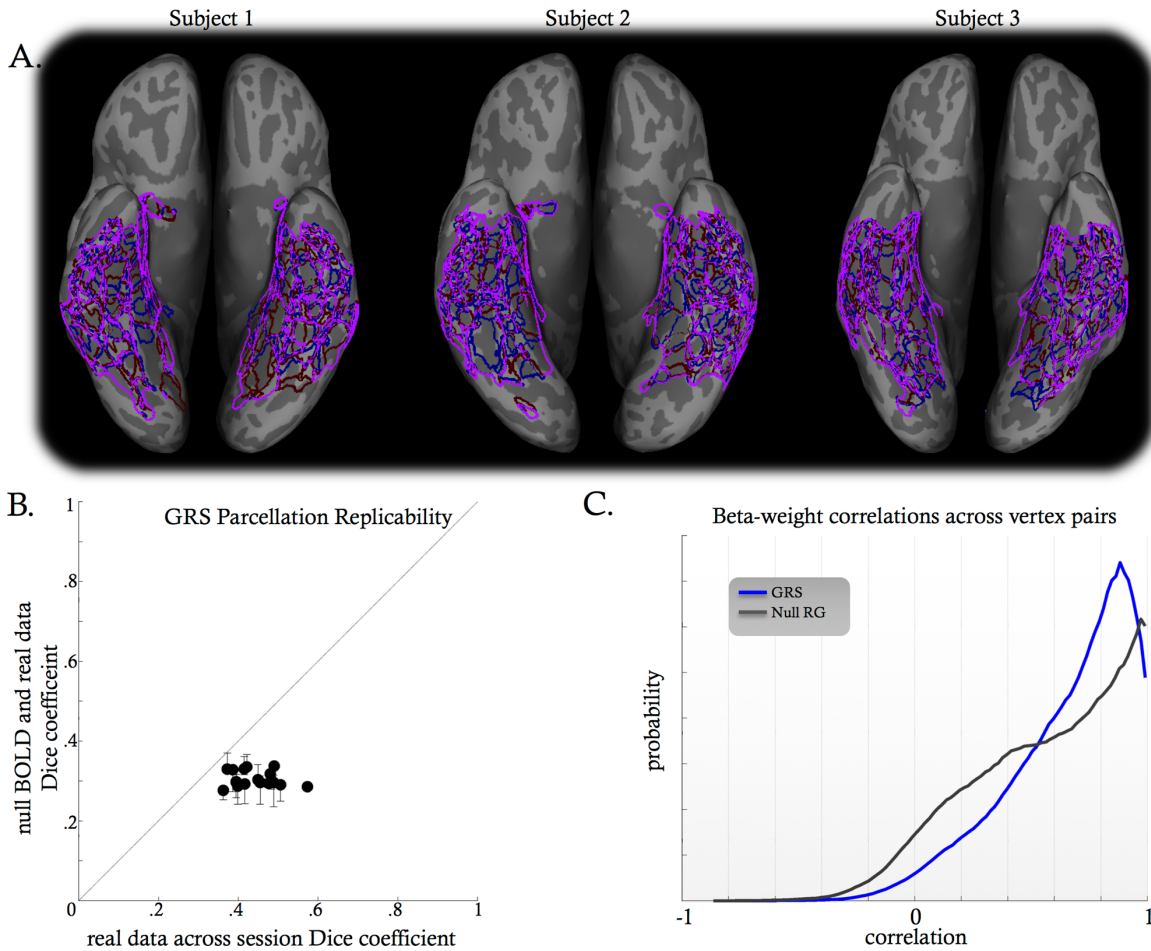 Subject 1
Subject 2
Subject 3
A.
B.
GRS Parcellation Replicability
1
.8
.6
.4
.2
0
.2
.4
.6
.8
1
null BOLD and real data
Dice coefficeint
real data across session Dice coefficient
C.
Beta-weight correlations across vertex pairs
GRS
Null RG
probability
-1
0
1
correlation